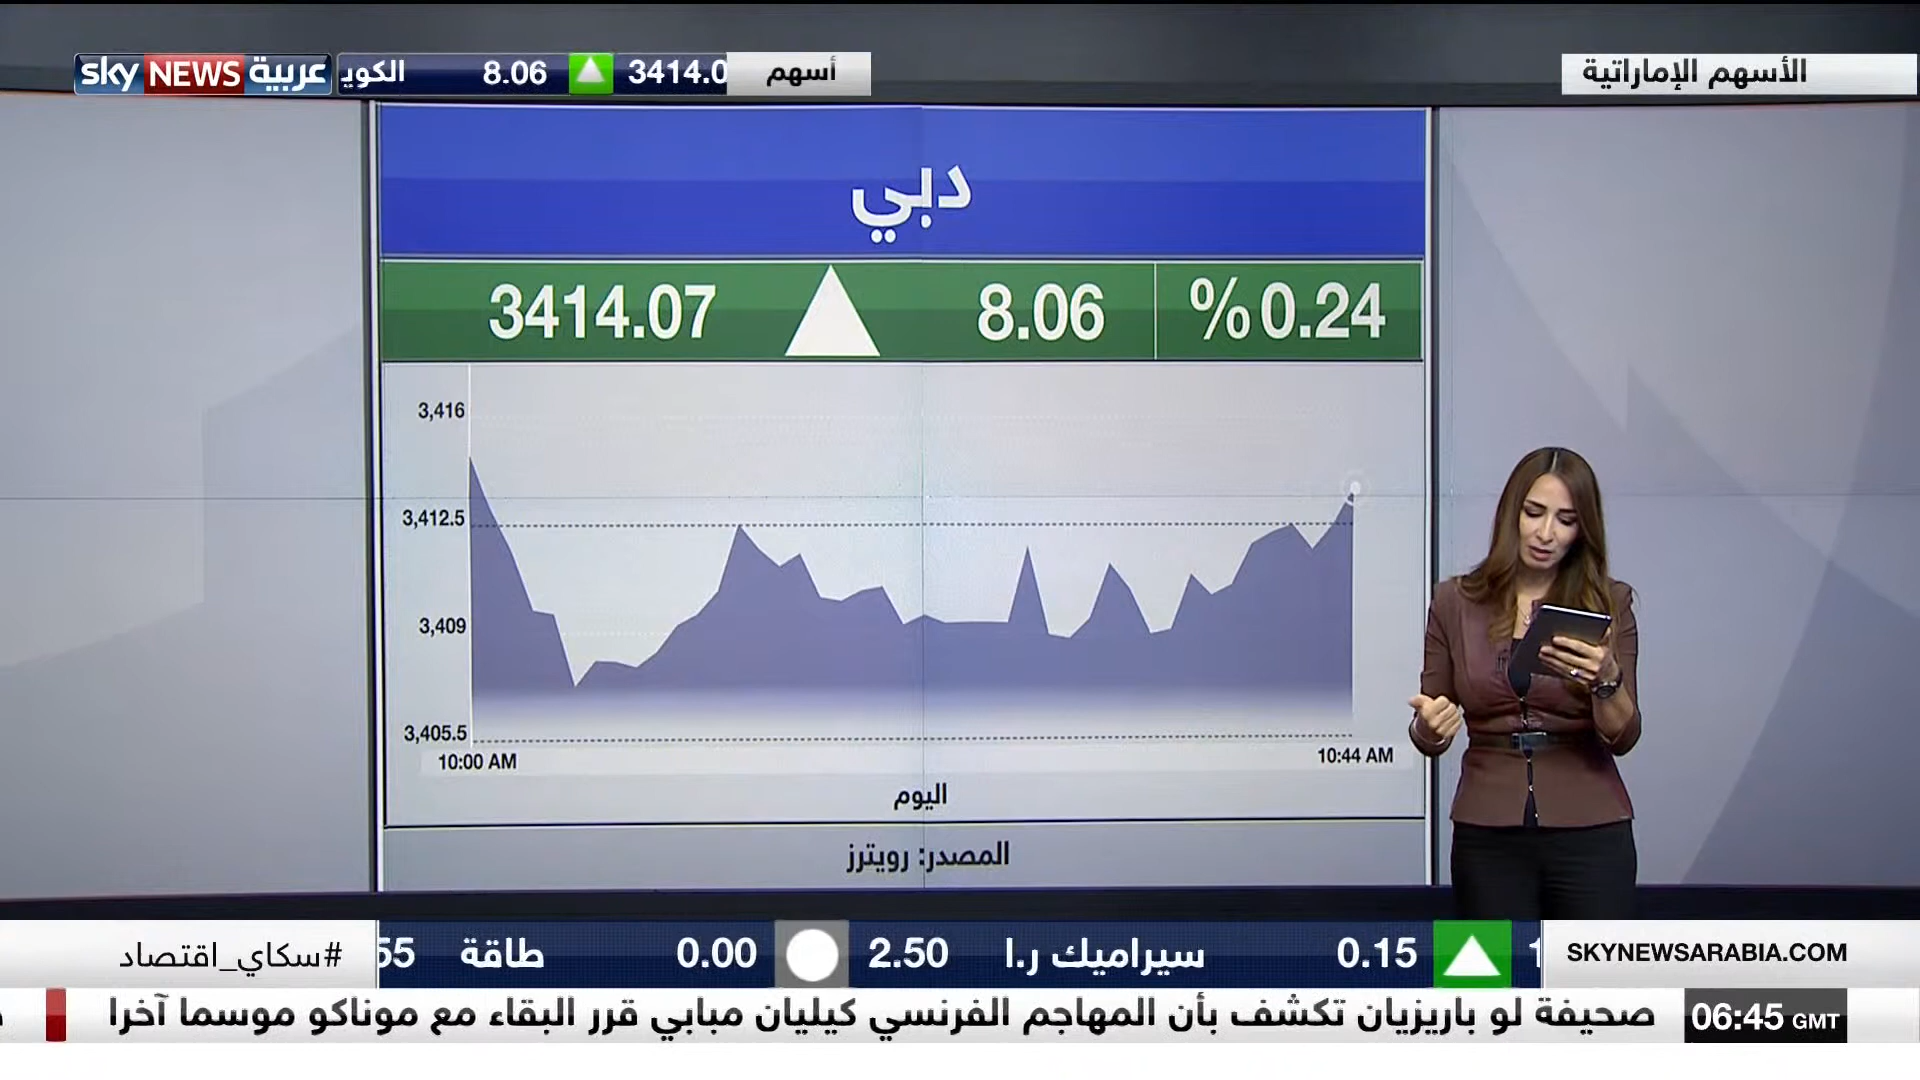 sky NEWS عربية
الكوي 8.06 3414.0 أسهم
الأسهم الإماراتية
دبي
3414.07 8.06 %0.24
3,416
3,412.5
3,409
3,405.5
10:00 AM 10:44 AM
اليوم
المصدر: رويترز
#سكاي_اقتصاد
55 طاقة 0.00 2.50 سيراميك ر.ا 0.15 1
SKYNEWSARABIA.COM
صحيفة لو باريزيان تكشف بأن المهاجم الفرنسي كيليان مبابي قرر البقاء مع موناكو موسما آخرا
06:45 GMT